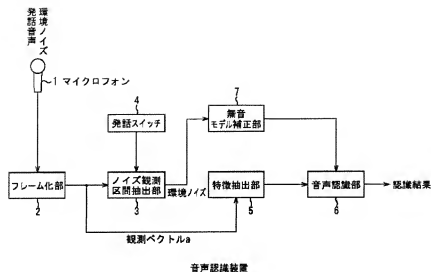 環境ノイズ
発話音声
1 マイクロフォン
4
発話スイッチ
7
無音
モデル補正部
フレーム化部
2
ノイズ観測
区間抽出部
3
環境ノイズ
特徴抽出部
5
音声認識部
6
認識結果
観測ベクトルa
音声認識装置